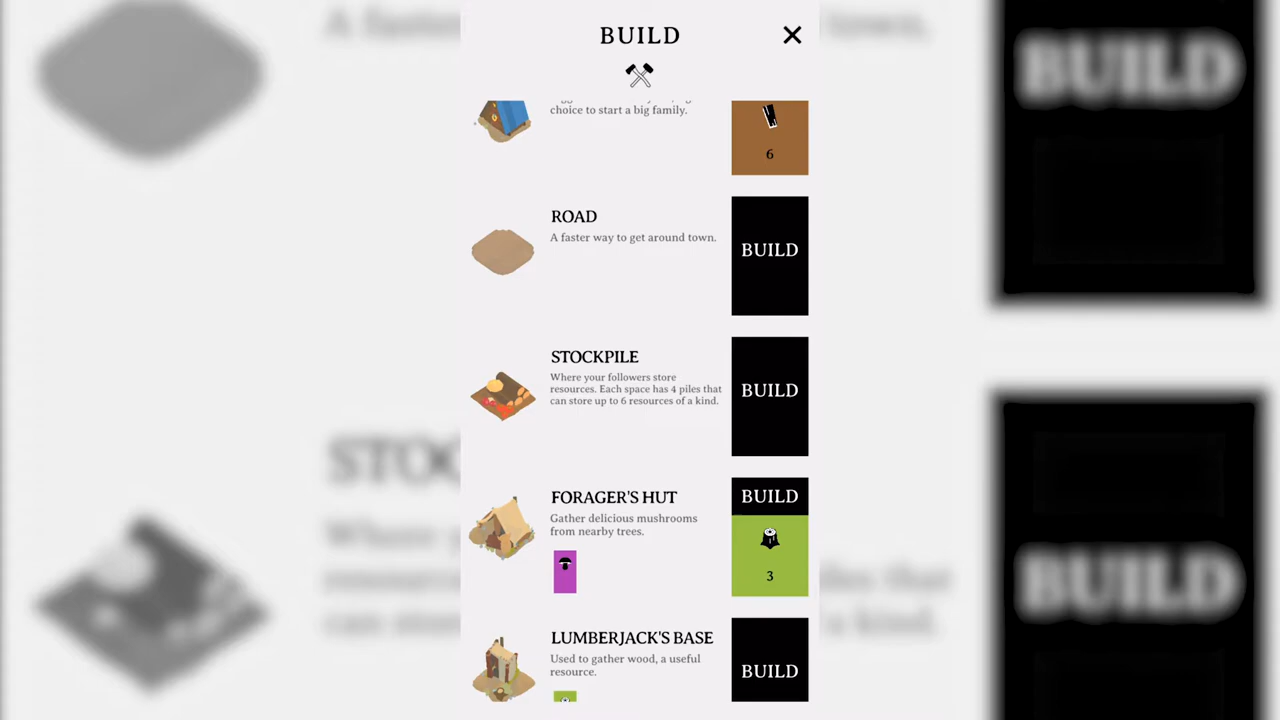 BUILD
choice to start a big family.
6
ROAD
A faster way to get around town.
BUILD
STOCKPILE
Where your followers store
resources. Each space has 4 piles that
can store up to 6 resources of a kind.
BUILD
FORAGER'S HUT
Gather delicious mushrooms
from nearby trees.
BUILD
3
LUMBERJACK'S BASE
Used to gather wood, a useful
resource.
BUILD